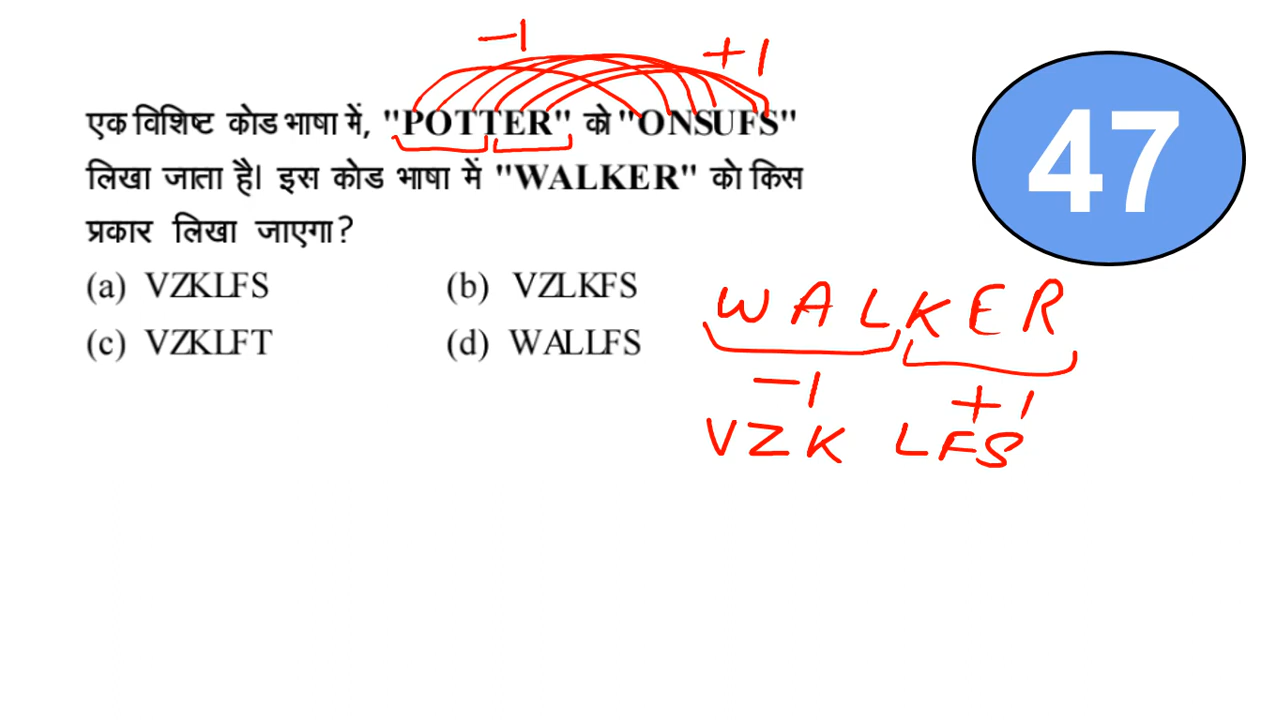 −1 +1
एक विशिष्ट कोड भाषा में, "POTTER" को "ONSUFS"
लिखा जाता है। इस कोड भाषा में "WALKER" को किस
प्रकार लिखा जाएगा?
(a) VZKLFS (b) VZLKFS
(c) VZKLFT (d) WALLFS
47
WALKER
−1 +1
VZK LFS